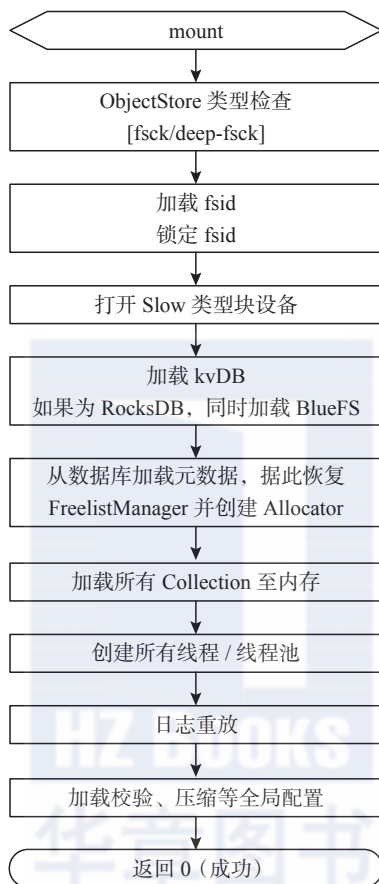 mount
ObjectStore 类型检查
[fsck/deep-fsck]
加载 fsid
锁定 fsid
打开 Slow 类型块设备
加载 kvDB
如果为 RocksDB，同时加载 BlueFS
从数据库加载元数据，据此恢复
FreelistManager 并创建 Allocator
加载所有 Collection 至内存
创建所有线程 / 线程池
日志重放
HZ BOOKS
加载校验、压缩等全局配置
华章图书
返回 0（成功）